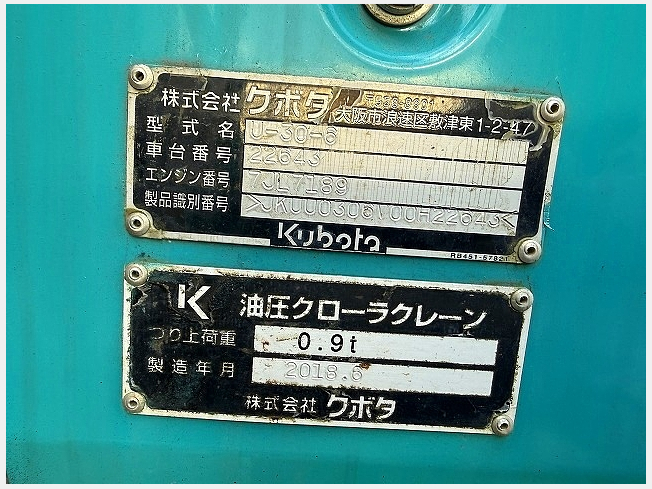 株式会社クボタ
〒556-8601
大阪市浪速区敷津東1-2-47
型式名 U-30-6
車台番号 22643
エンジン番号 7JL7189
製品識別番号
Kubota
RB451-57821
K 油圧クローラクレーン
つり上荷重 0.9t
製造年月 2018.6
株式会社 クボタ